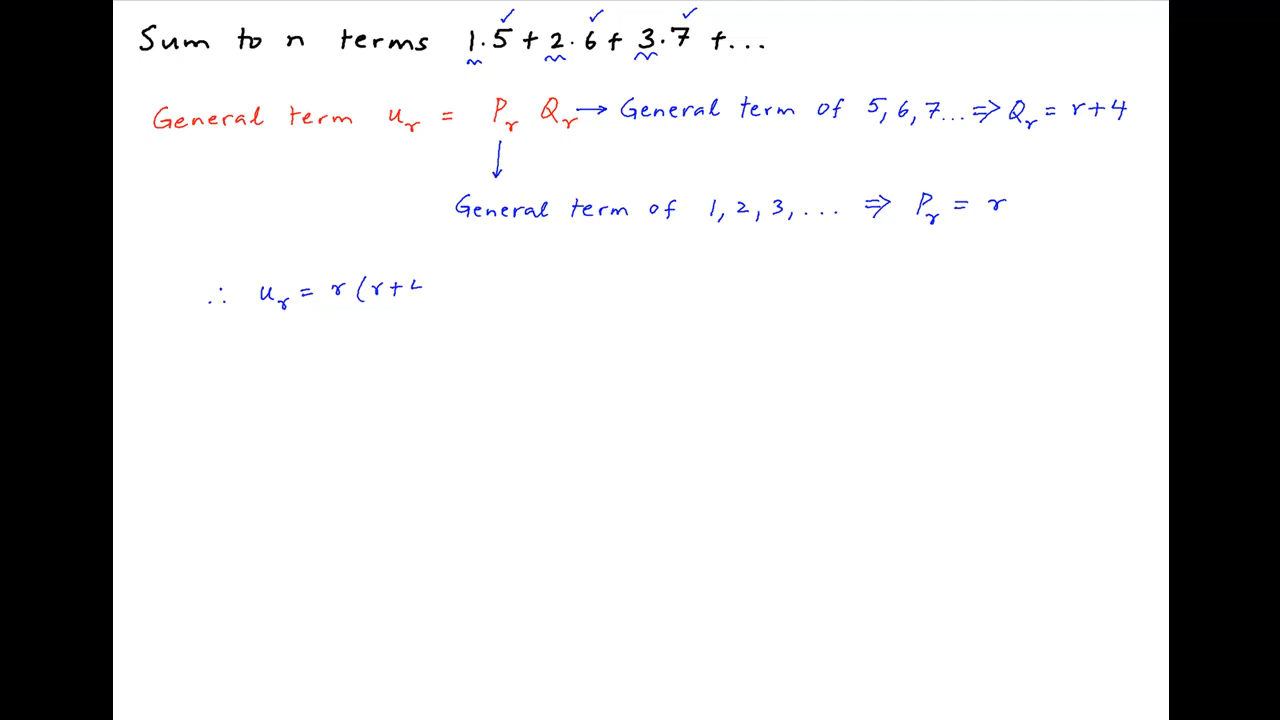 Sum to n terms 1.5 + 2.6 + 3.7 + ...
General term u_r = P_r Q_r → General term of 5, 6, 7... ⇒ Q_r = r+4
↓
General term of 1, 2, 3, ... ⇒ P_r = r
∴ u_r = r (r+